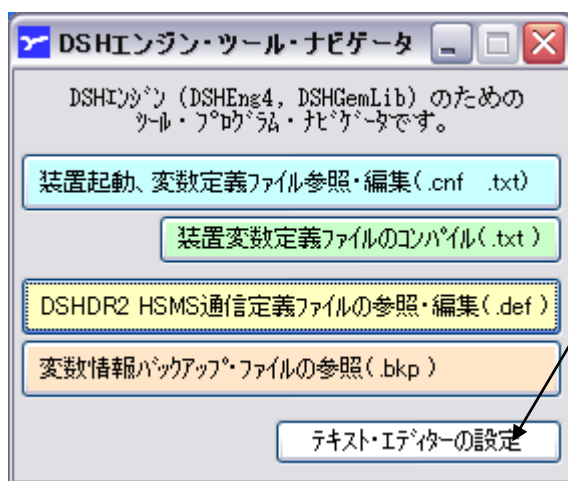 DSHエンジン・ツール・ナビゲータ
DSHｴﾝｼﾞﾝ (DSHEng4, DSHGemLib) のための
ﾂｰﾙ・ﾌﾟﾛｸﾞﾗﾑ・ﾅﾋﾞｹﾞｰﾀです。
装置起動、変数定義ﾌｧｲﾙ参照・編集( .cnf .txt)
装置変数定義ﾌｧｲﾙのｺﾝﾊﾟｲﾙ( .txt )
DSHDR2 HSMS通信定義ﾌｧｲﾙの参照・編集( .def )
変数情報ﾊﾞｯｸｱｯﾌﾟ・ﾌｧｲﾙの参照( .bkp )
ﾃｷｽﾄ・ｴﾃﾞｨﾀｰの設定